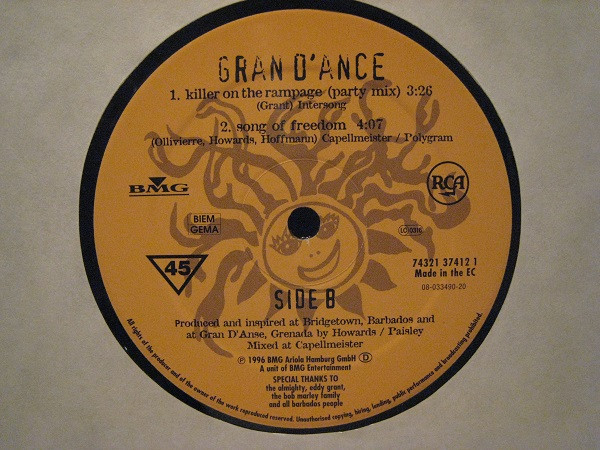 GRAN D'ANCE
1. killer on the rampage (party mix) 3:26
(Grant) Intersong
2. song of freedom 4:07
(Ollivierre, Howards, Hoffmann) Capellmeister / Polygram
BMG
RCA
BIEM
GEMA
LC 0316
45
74321 37412 1
Made in the EC
08-033490-20
SIDE B
Produced and inspired at Bridgetown, Barbados and
at Gran D'Anse, Grenada by Howards / Paisley
Mixed at Capellmeister
℗ 1996 BMG Ariola Hamburg GmbH D
A unit of BMG Entertainment
SPECIAL THANKS TO
the almighty, eddy grant,
the bob marley family
and all barbados people
All rights of the producer and of the owner of the work reproduced reserved. Unauthorised copying, hiring, lending, public performance and broadcasting prohibited.